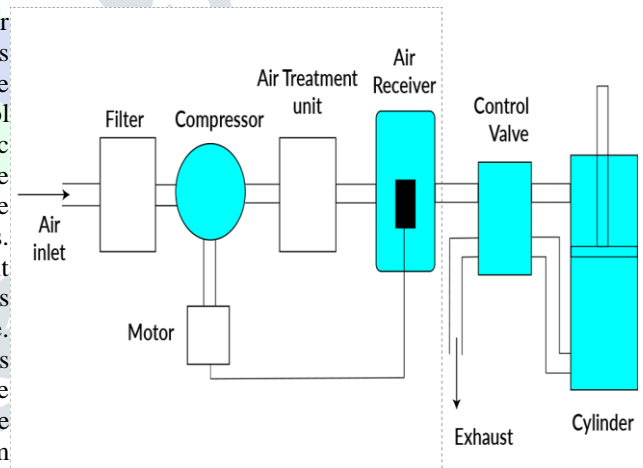 Air
Receiver
Air Treatment
unit
Filter
Compressor
Control
Valve
Air
inlet
Motor
Exhaust
Cylinder